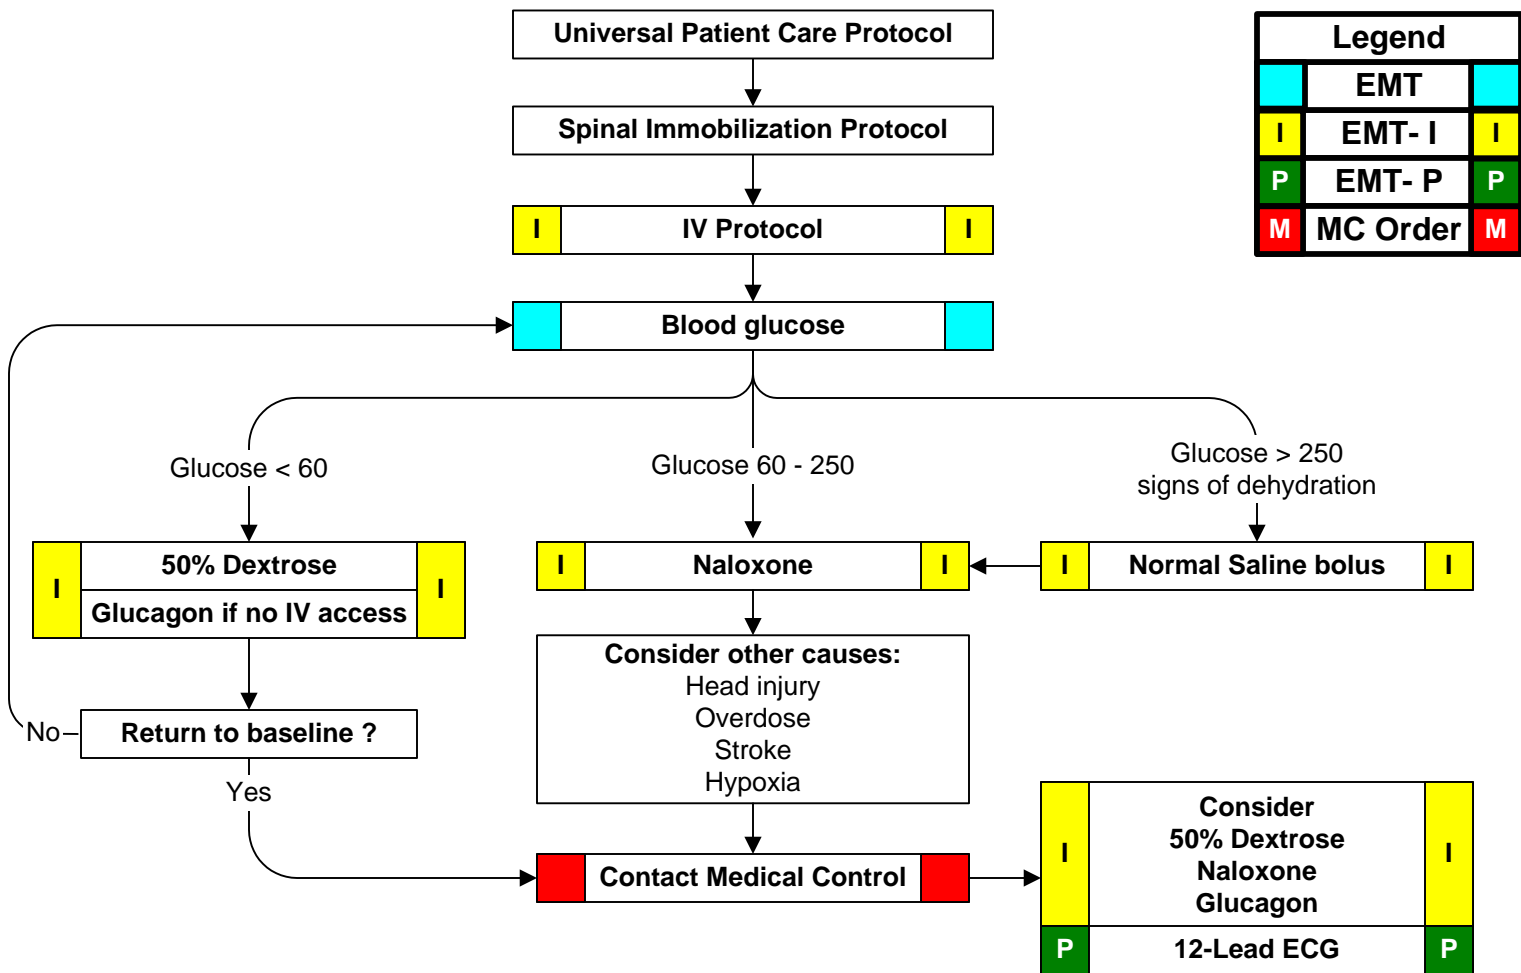 Universal Patient Care Protocol
Legend
EMT
I EMT- I I
P EMT- P P
M MC Order M
Spinal Immobilization Protocol
I IV Protocol I
Blood glucose
Glucose < 60
Glucose 60 - 250
Glucose > 250
signs of dehydration
I 50% Dextrose I
Glucagon if no IV access
I Naloxone I
I Normal Saline bolus I
Consider other causes:
Head injury
Overdose
Stroke
Hypoxia
No
Return to baseline ?
Yes
Contact Medical Control
I Consider I
50% Dextrose
Naloxone
Glucagon
P 12-Lead ECG P